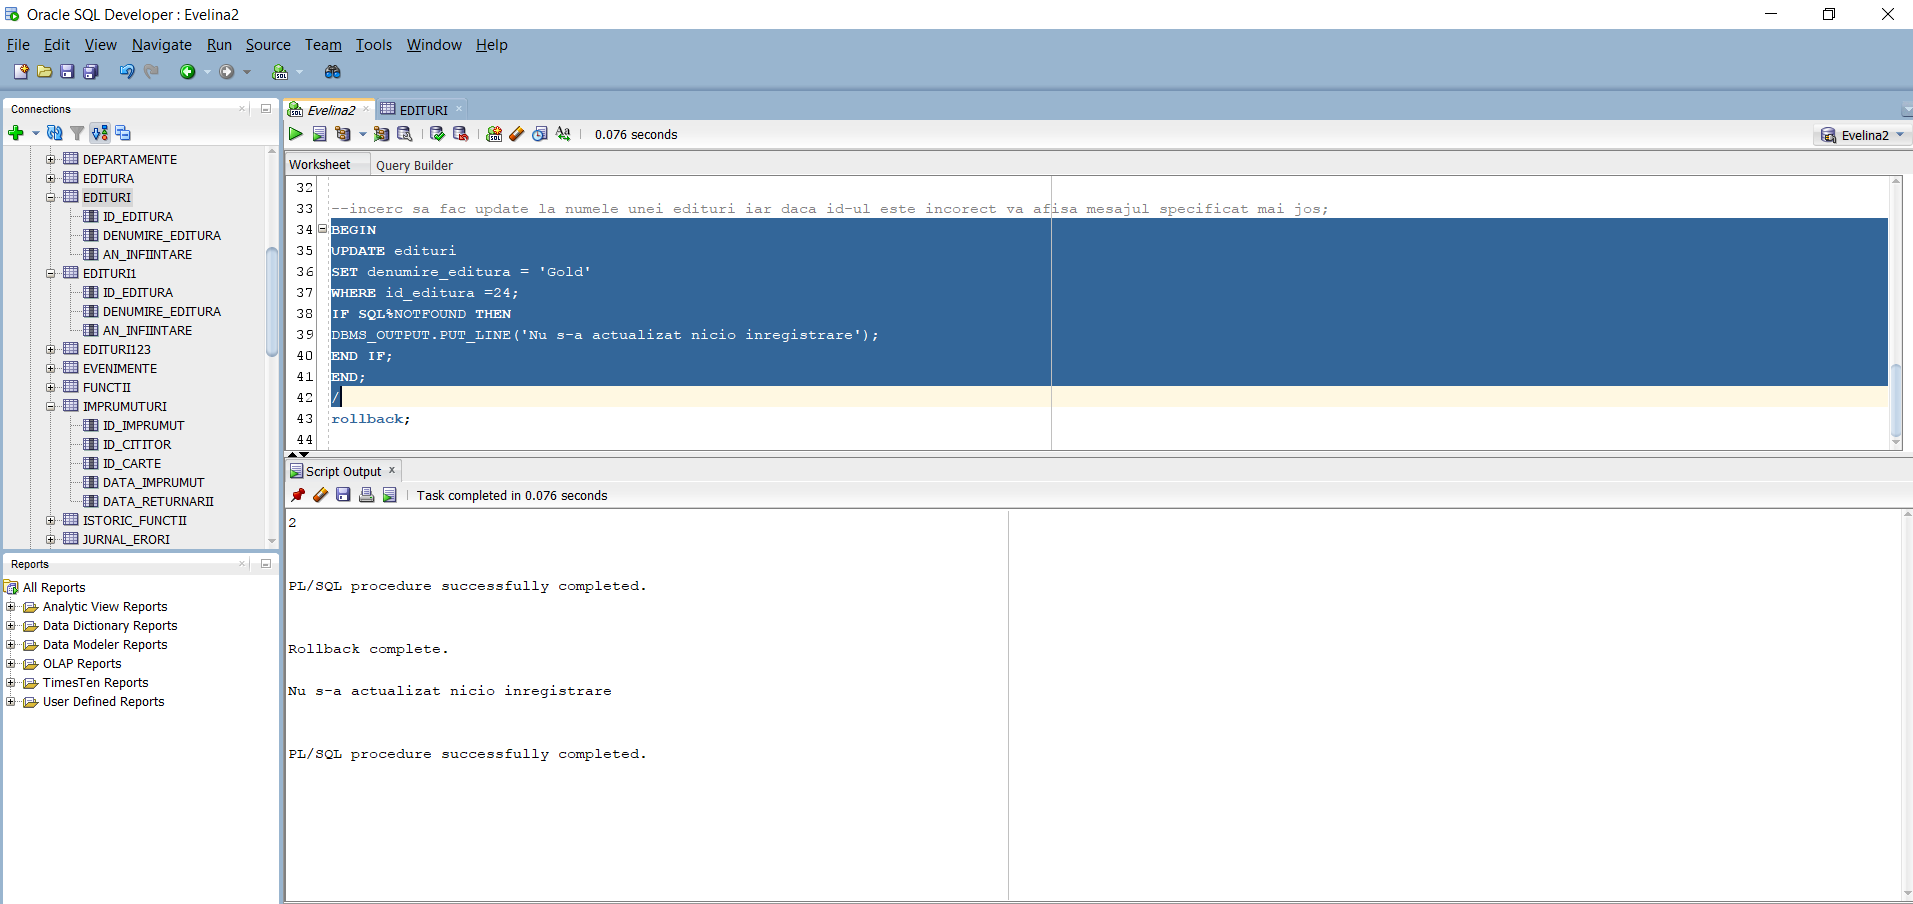 Oracle SQL Developer : Evelina2
File Edit View Navigate Run Source Team Tools Window Help
Connections
DEPARTAMENTE
EDITURA
EDITURI
ID_EDITURA
DENUMIRE_EDITURA
AN_INFIINTARE
EDITURI1
ID_EDITURA
DENUMIRE_EDITURA
AN_INFIINTARE
EDITURI123
EVENIMENTE
FUNCTII
IMPRUMUTURI
ID_IMPRUMUT
ID_CITITOR
ID_CARTE
DATA_IMPRUMUT
DATA_RETURNARII
ISTORIC_FUNCTII
JURNAL_ERORI
Reports
All Reports
Analytic View Reports
Data Dictionary Reports
Data Modeler Reports
OLAP Reports
TimesTen Reports
User Defined Reports
Evelina2 EDITURI
0.076 seconds
Evelina2
Worksheet Query Builder
32
33 --incerc sa fac update la numele unei edituri iar daca id-ul este incorect va afisa mesajul specificat mai jos;
34 BEGIN
35 UPDATE edituri
36 SET denumire_editura = 'Gold'
37 WHERE id_editura =24;
38 IF SQL%NOTFOUND THEN
39 DBMS_OUTPUT.PUT_LINE('Nu s-a actualizat nicio inregistrare');
40 END IF;
41 END;
42 /
43 rollback;
44
Script Output
Task completed in 0.076 seconds
2
PL/SQL procedure successfully completed.
Rollback complete.
Nu s-a actualizat nicio inregistrare
PL/SQL procedure successfully completed.